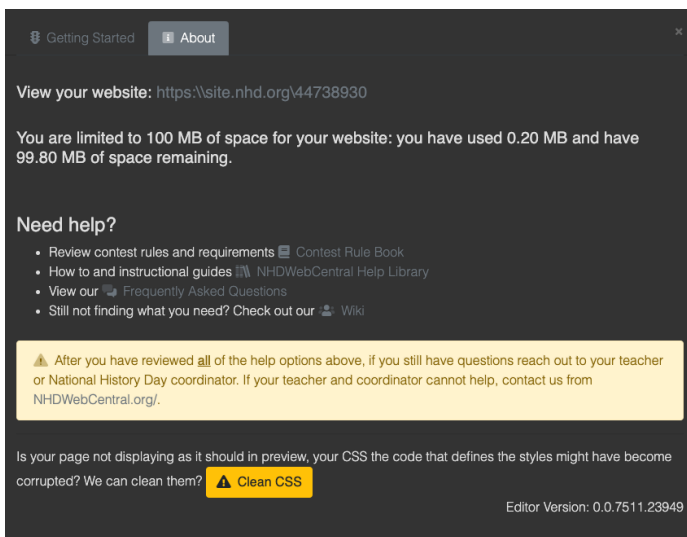 Getting Started About ×
View your website: https:\\site.nhd.org\44738930
You are limited to 100 MB of space for your website: you have used 0.20 MB and have
99.80 MB of space remaining.
Need help?
• Review contest rules and requirements Contest Rule Book
• How to and instructional guides NHDWebCentral Help Library
• View our Frequently Asked Questions
• Still not finding what you need? Check out our Wiki
After you have reviewed all of the help options above, if you still have questions reach out to your teacher
or National History Day coordinator. If your teacher and coordinator cannot help, contact us from
NHDWebCentral.org/.
Is your page not displaying as it should in preview, your CSS the code that defines the styles might have become
corrupted? We can clean them? Clean CSS
Editor Version: 0.0.7511.23949